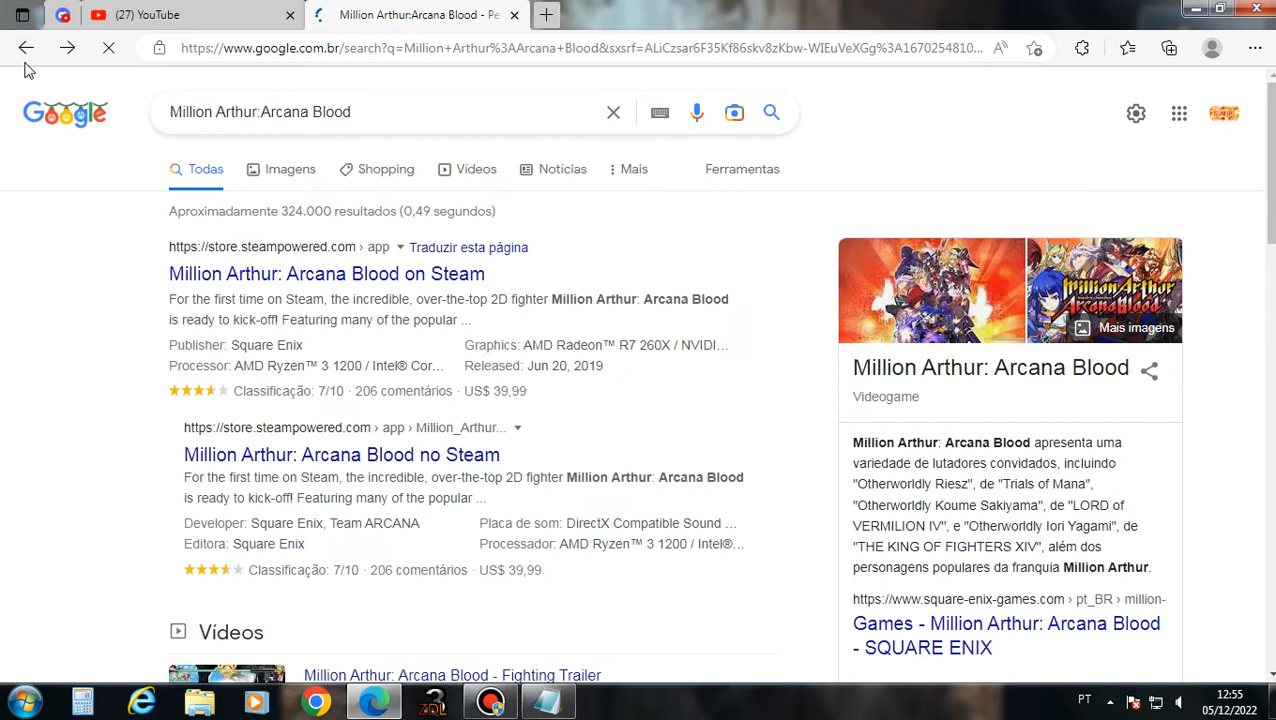 (27) YouTube
Million Arthur:Arcana Blood - Pe
https://www.google.com.br/search?q=Million+Arthur%3AArcana+Blood&sxsrf=ALiCzsar6F35Kf86skv8zKbw-WIEuVeXGg%3A1670254810...
Google
Million Arthur:Arcana Blood
Todas
Imagens
Shopping
Vídeos
Notícias
Mais
Ferramentas
Aproximadamente 324.000 resultados (0,49 segundos)
https://store.steampowered.com › app
Traduzir esta página
Million Arthur: Arcana Blood on Steam
For the first time on Steam, the incredible, over-the-top 2D fighter Million Arthur: Arcana Blood
is ready to kick-off! Featuring many of the popular ...
Publisher: Square Enix
Graphics: AMD Radeon™ R7 260X / NVIDI...
Processor: AMD Ryzen™ 3 1200 / Intel® Cor...
Released: Jun 20, 2019
Classificação: 7/10 · 206 comentários · US$ 39,99
https://store.steampowered.com › app › Million_Arthur...
Million Arthur: Arcana Blood no Steam
For the first time on Steam, the incredible, over-the-top 2D fighter Million Arthur: Arcana Blood
is ready to kick-off! Featuring many of the popular ...
Developer: Square Enix, Team ARCANA
Placa de som: DirectX Compatible Sound ...
Editora: Square Enix
Processador: AMD Ryzen™ 3 1200 / Intel®...
Classificação: 7/10 · 206 comentários · US$ 39,99
Vídeos
Million Arthur: Arcana Blood - Fighting Trailer
Million Arthur
Arcana Blood
Mais imagens
Million Arthur: Arcana Blood
Videogame
Million Arthur: Arcana Blood apresenta uma
variedade de lutadores convidados, incluindo
"Otherworldly Riesz", de "Trials of Mana",
"Otherworldly Koume Sakiyama", de "LORD of
VERMILION IV", e "Otherworldly Iori Yagami", de
"THE KING OF FIGHTERS XIV", além dos
personagens populares da franquia Million Arthur.
https://www.square-enix-games.com › pt_BR › million-
Games - Million Arthur: Arcana Blood
- SQUARE ENIX
PT
12:55
05/12/2022